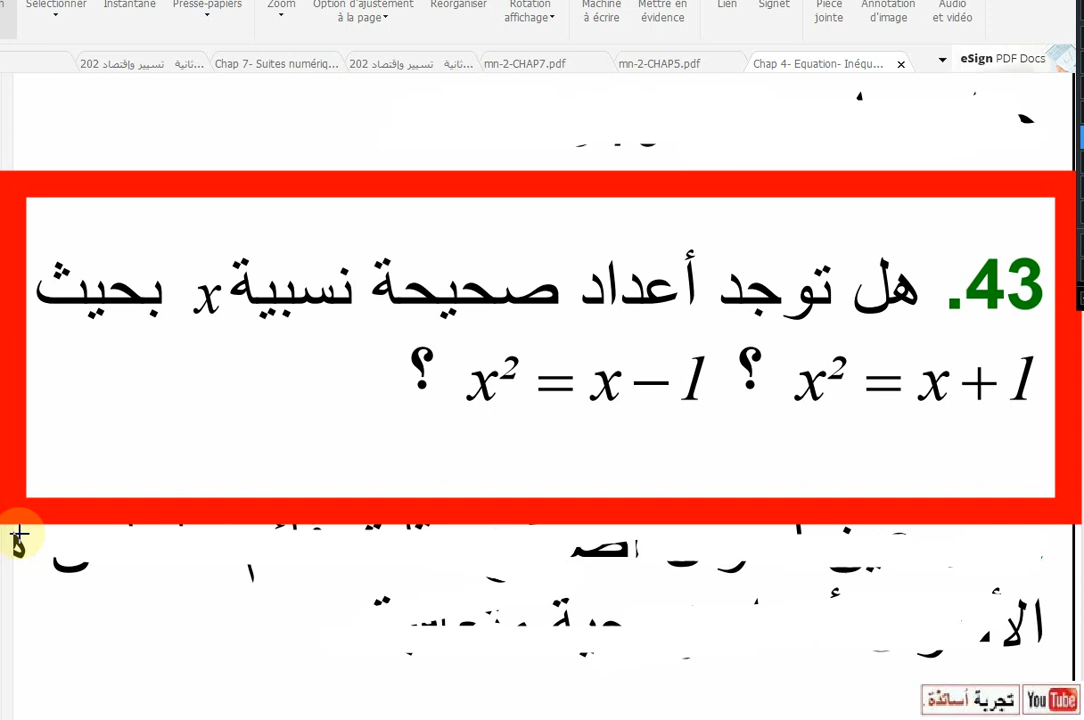 Sélectionner
Instantané
Presse-papiers
Zoom
Option d'ajustement
à la page
Réorganiser
Rotation
affichage
Machine
à écrire
Mettre en
évidence
Lien
Signet
Pièce
jointe
Annotation
d'image
Audio
et vidéo
ثانية تسيير وإقتصاد 202...
Chap 7- Suites numériq...
ثانية تسيير وإقتصاد 202...
mn-2-CHAP7.pdf
mn-2-CHAP5.pdf
Chap 4- Equation- Inéqu...
eSign PDF Docs
43. هل توجد أعداد صحيحة نسبية x بحيث
x² = x + 1 ؟ x² = x − 1 ؟
تجربة أساتذة
YouTube